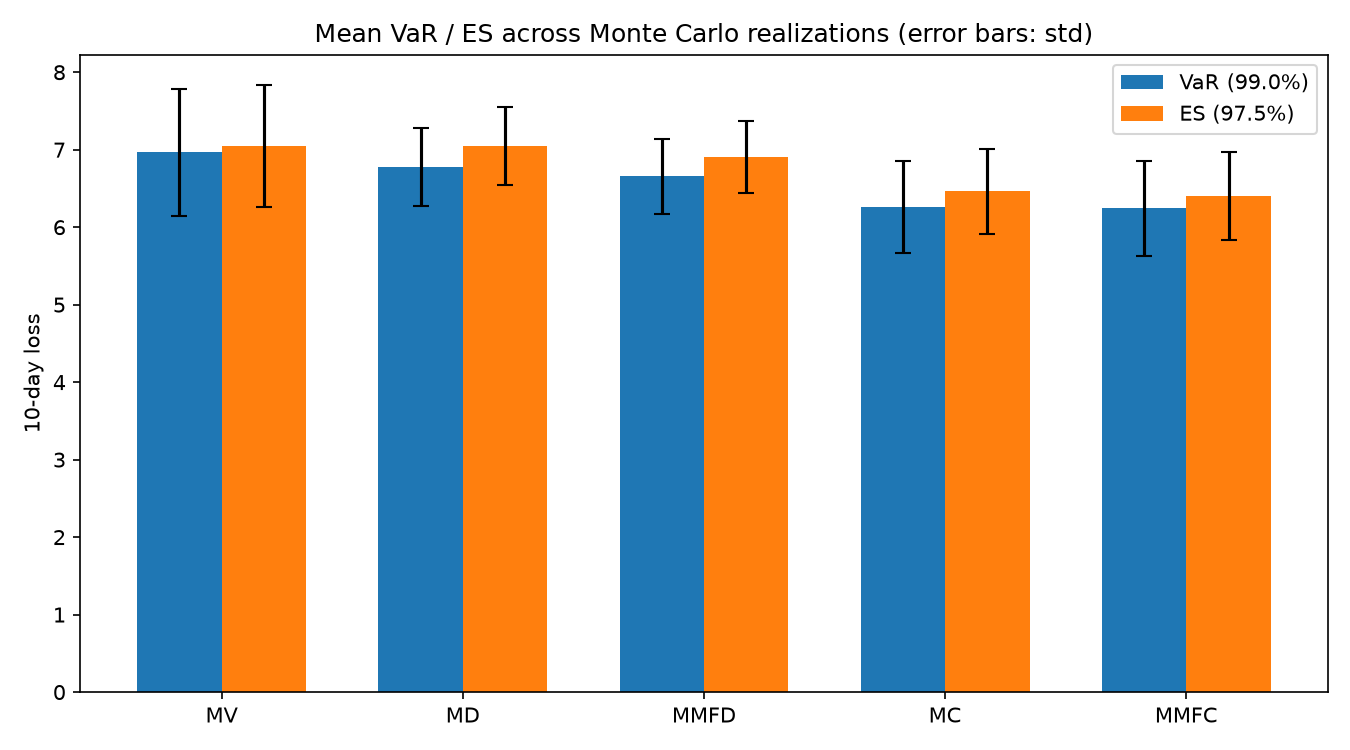 Mean VaR / ES across Monte Carlo realizations (error bars: std)
VaR (99.0%)
ES (97.5%)
10-day loss
8
7
6
5
4
3
2
1
0
MV MD MMFD MC MMFC